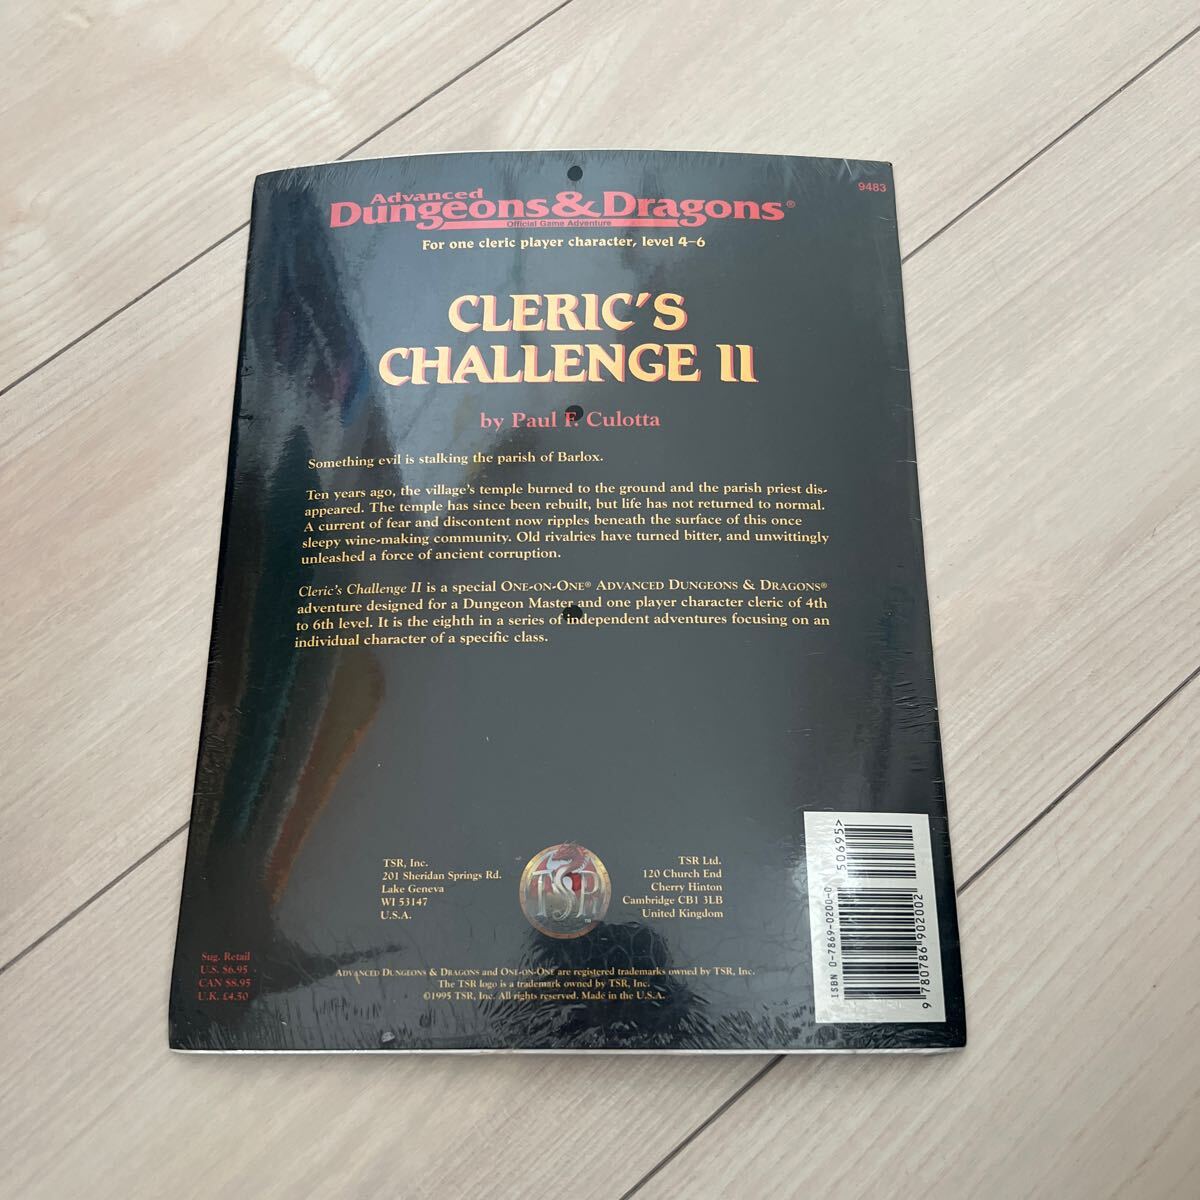 9483
Advanced
Dungeons & Dragons®
Official Game Adventure
For one cleric player character, level 4–6
CLERIC'S
CHALLENGE II
by Paul F. Culotta
Something evil is stalking the parish of Barlox.
Ten years ago, the village's temple burned to the ground and the parish priest dis-
appeared. The temple has since been rebuilt, but life has not returned to normal.
A current of fear and discontent now ripples beneath the surface of this once
sleepy wine-making community. Old rivalries have turned bitter, and unwittingly
unleashed a force of ancient corruption.
Cleric's Challenge II is a special ONE-ON-ONE® ADVANCED DUNGEONS & DRAGONS®
adventure designed for a Dungeon Master and one player character cleric of 4th
to 6th level. It is the eighth in a series of independent adventures focusing on an
individual character of a specific class.
TSR, Inc.
201 Sheridan Springs Rd.
Lake Geneva
WI 53147
U.S.A.
TSR
™
TSR Ltd.
120 Church End
Cherry Hinton
Cambridge CB1 3LB
United Kingdom
Sug. Retail
U.S. $6.95
CAN $8.95
U.K. £4.50
ADVANCED DUNGEONS & DRAGONS and ONE-ON-ONE are registered trademarks owned by TSR, Inc.
The TSR logo is a trademark owned by TSR, Inc.
©1995 TSR, Inc. All rights reserved. Made in the U.S.A.
ISBN 0-7869-0200-0
50695>
9 780786 902002